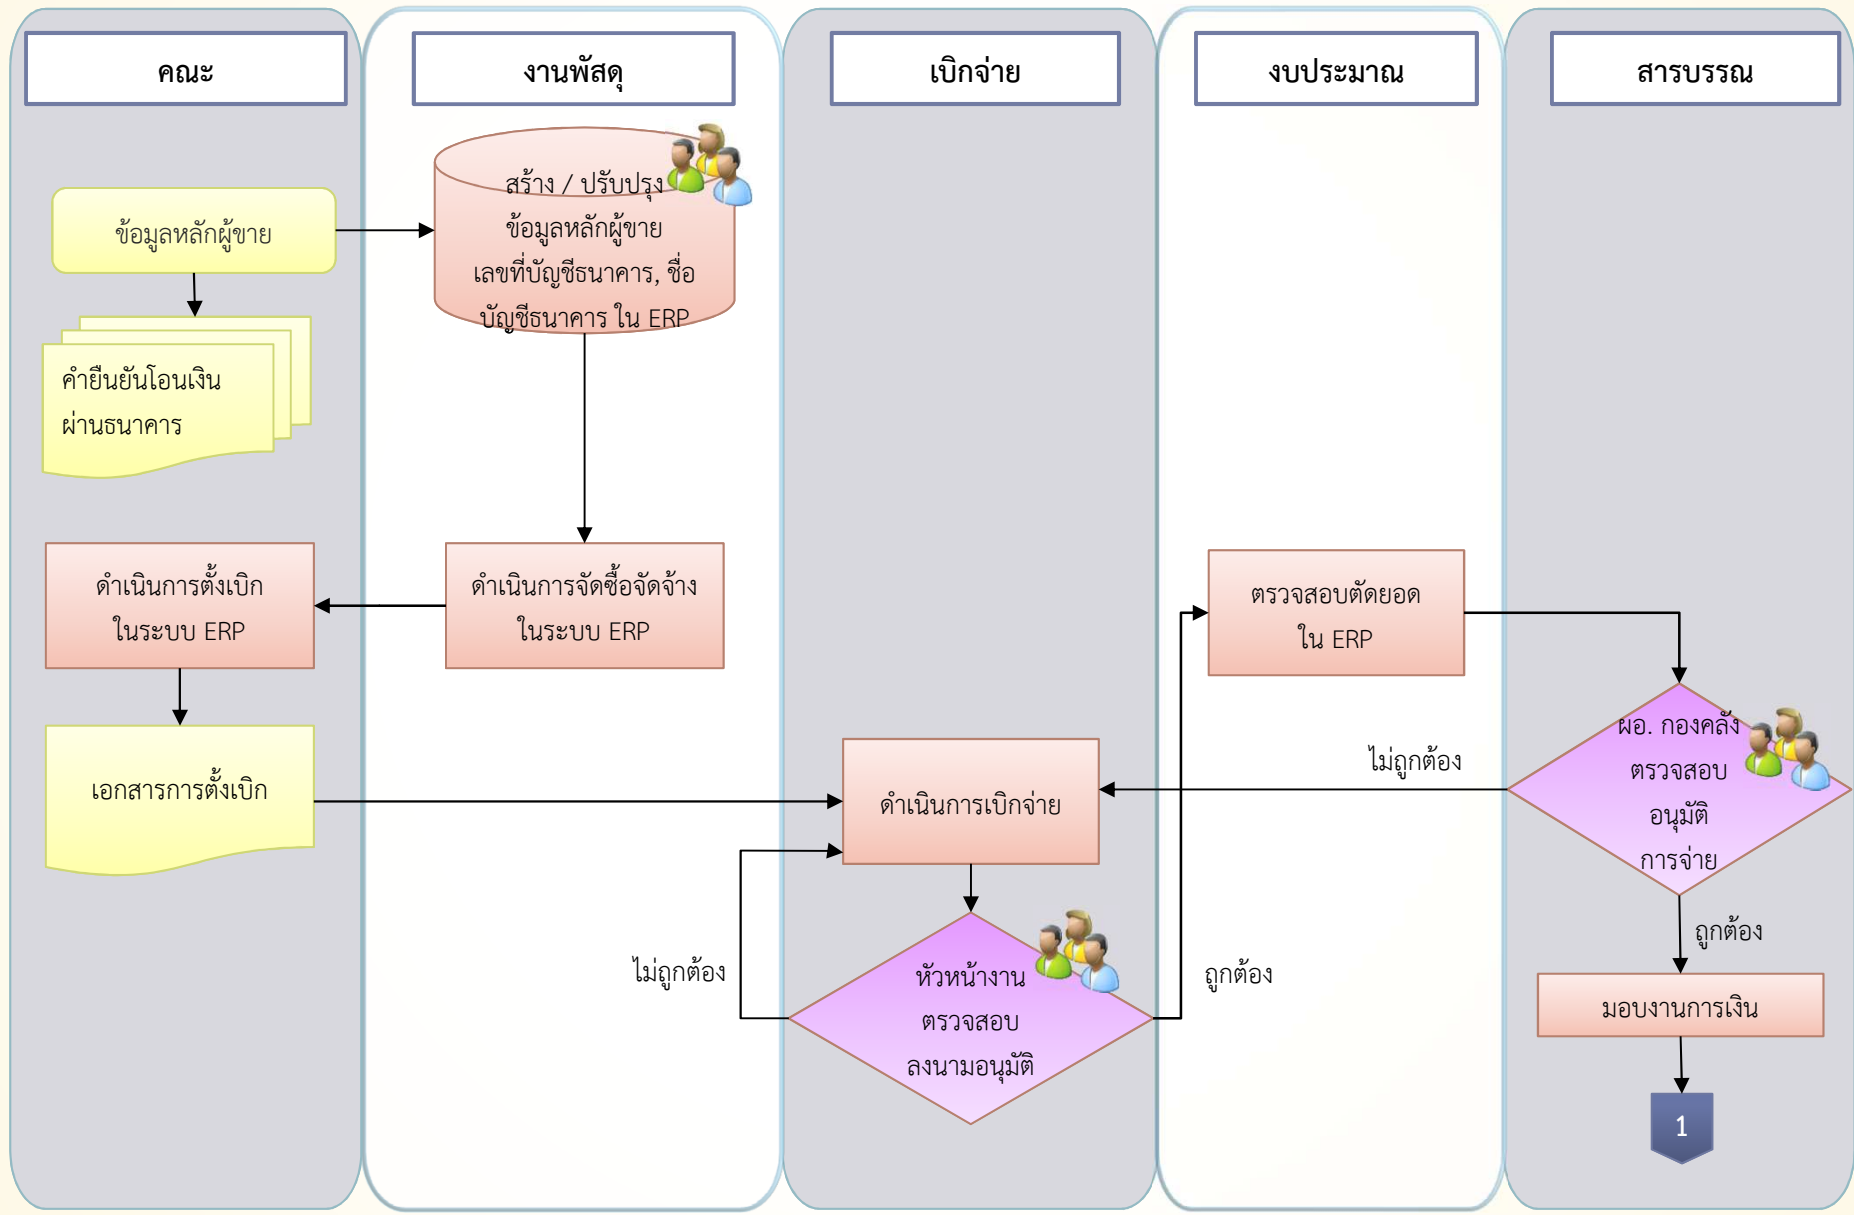 คณะ
งานพัสดุ
เบิกจ่าย
งบประมาณ
สารบรรณ
ข้อมูลหลักผู้ขาย
สร้าง / ปรับปรุง
ข้อมูลหลักผู้ขาย
เลขที่บัญชีธนาคาร, ชื่อ
บัญชีธนาคาร ใน ERP
คำยืนยันโอนเงิน
ผ่านธนาคาร
ดำเนินการตั้งเบิก
ในระบบ ERP
ดำเนินการจัดซื้อจัดจ้าง
ในระบบ ERP
ตรวจสอบตัดยอด
ใน ERP
เอกสารการตั้งเบิก
ดำเนินการเบิกจ่าย
ไม่ถูกต้อง
ผอ. กองคลัง
ตรวจสอบ
อนุมัติ
การจ่าย
ไม่ถูกต้อง
หัวหน้างาน
ตรวจสอบ
ลงนามอนุมัติ
ถูกต้อง
ถูกต้อง
มอบงานการเงิน
1